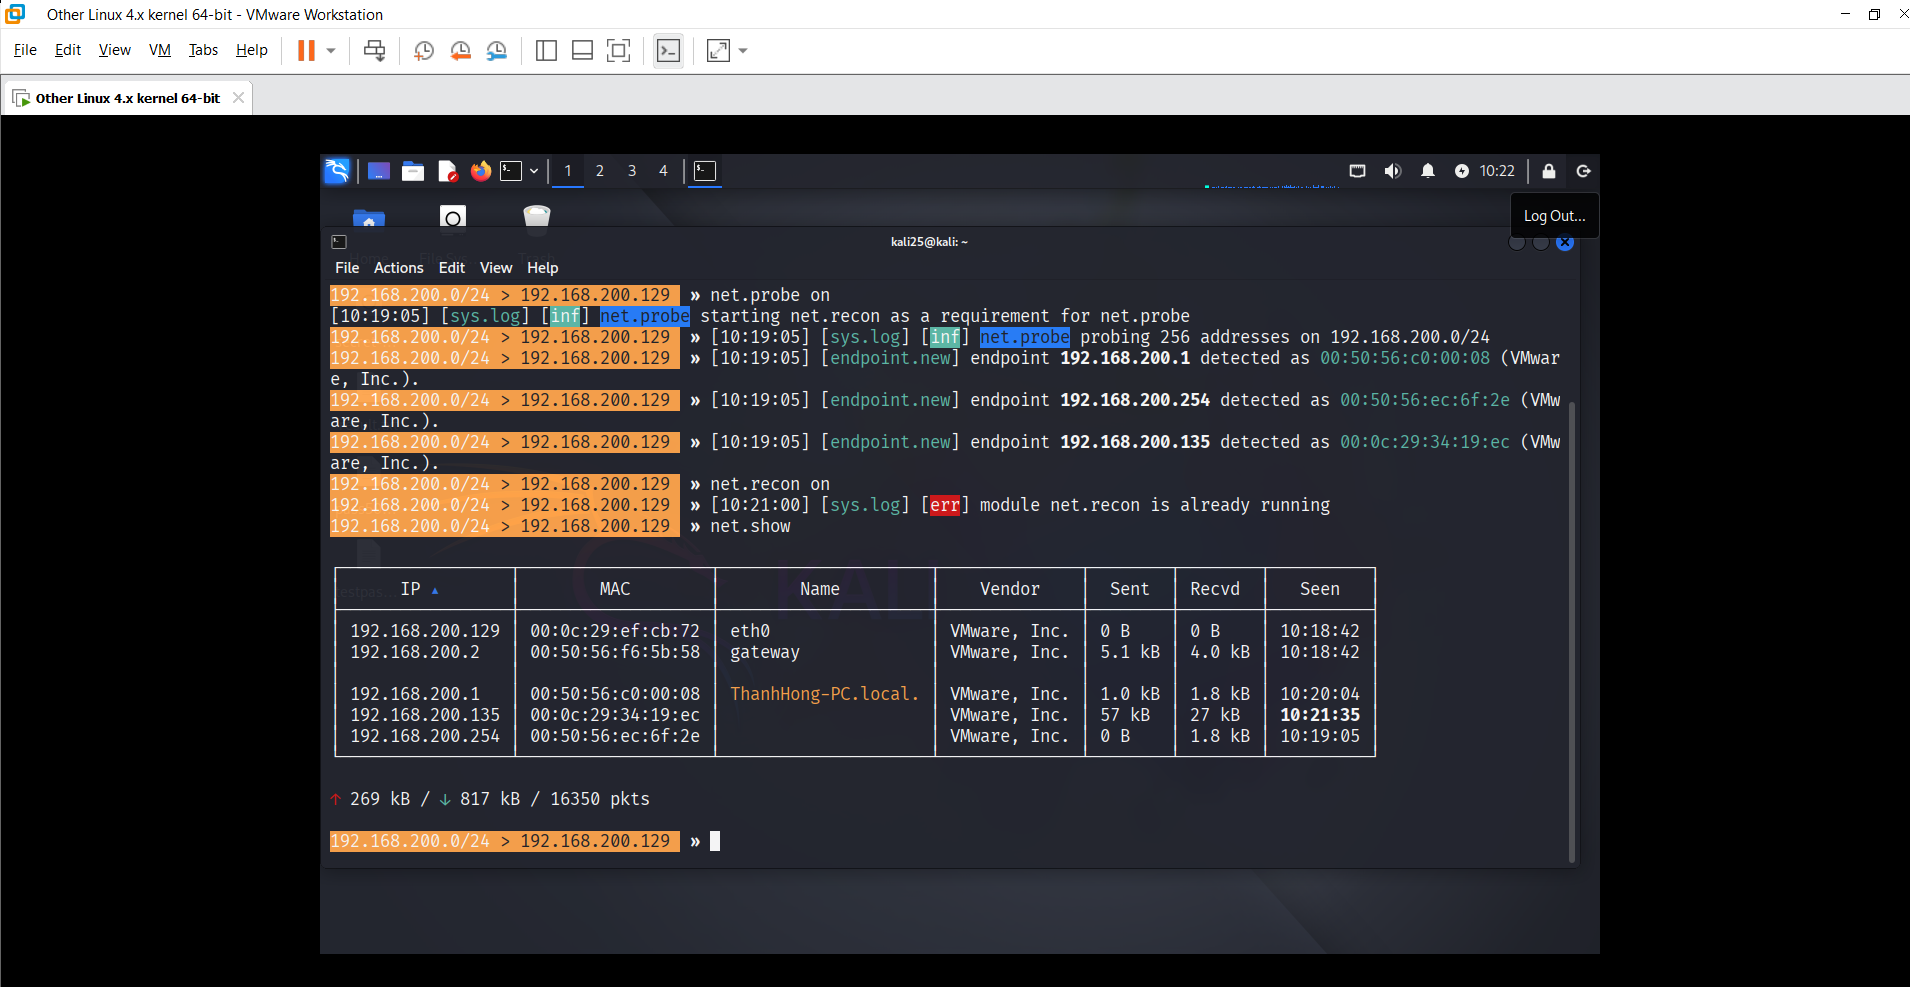 Other Linux 4.x kernel 64-bit - VMware Workstation
File Edit View VM Tabs Help
Other Linux 4.x kernel 64-bit
1 2 3 4 10:22
Log Out...
kali25@kali: ~
File Actions Edit View Help
192.168.200.0/24 > 192.168.200.129 » net.probe on
[10:19:05] [sys.log] [inf] net.probe starting net.recon as a requirement for net.probe
192.168.200.0/24 > 192.168.200.129 » [10:19:05] [sys.log] [inf] net.probe probing 256 addresses on 192.168.200.0/24
192.168.200.0/24 > 192.168.200.129 » [10:19:05] [endpoint.new] endpoint 192.168.200.1 detected as 00:50:56:c0:00:08 (VMwar
e, Inc.).
192.168.200.0/24 > 192.168.200.129 » [10:19:05] [endpoint.new] endpoint 192.168.200.254 detected as 00:50:56:ec:6f:2e (VMw
are, Inc.).
192.168.200.0/24 > 192.168.200.129 » [10:19:05] [endpoint.new] endpoint 192.168.200.135 detected as 00:0c:29:34:19:ec (VMw
are, Inc.).
192.168.200.0/24 > 192.168.200.129 » net.recon on
192.168.200.0/24 > 192.168.200.129 » [10:21:00] [sys.log] [err] module net.recon is already running
192.168.200.0/24 > 192.168.200.129 » net.show
IP ▲ MAC Name Vendor Sent Recvd Seen
192.168.200.129 00:0c:29:ef:cb:72 eth0 VMware, Inc. 0 B 0 B 10:18:42
192.168.200.2 00:50:56:f6:5b:58 gateway VMware, Inc. 5.1 kB 4.0 kB 10:18:42
192.168.200.1 00:50:56:c0:00:08 ThanhHong-PC.local. VMware, Inc. 1.0 kB 1.8 kB 10:20:04
192.168.200.135 00:0c:29:34:19:ec VMware, Inc. 57 kB 27 kB 10:21:35
192.168.200.254 00:50:56:ec:6f:2e VMware, Inc. 0 B 1.8 kB 10:19:05
↑ 269 kB / ↓ 817 kB / 16350 pkts
192.168.200.0/24 > 192.168.200.129 »